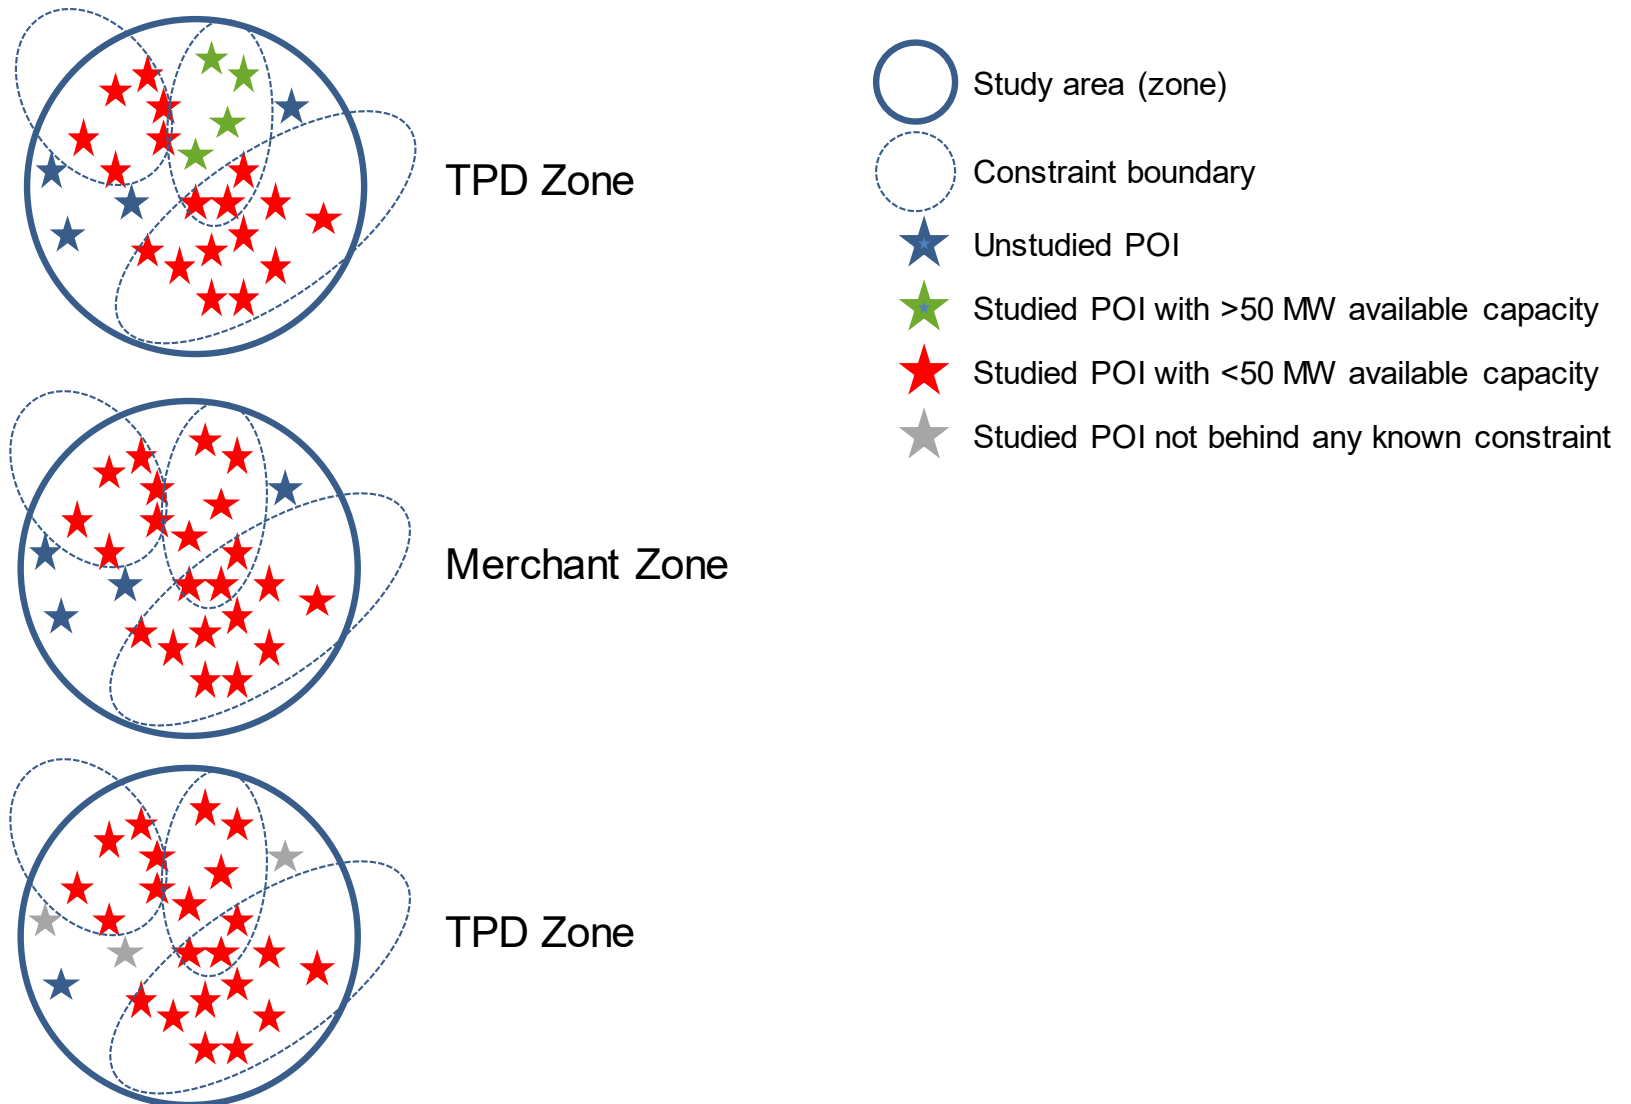 Study area (zone)
Constraint boundary
TPD Zone
Unstudied POI
Studied POI with >50 MW available capacity
Studied POI with <50 MW available capacity
Studied POI not behind any known constraint
Merchant Zone
TPD Zone